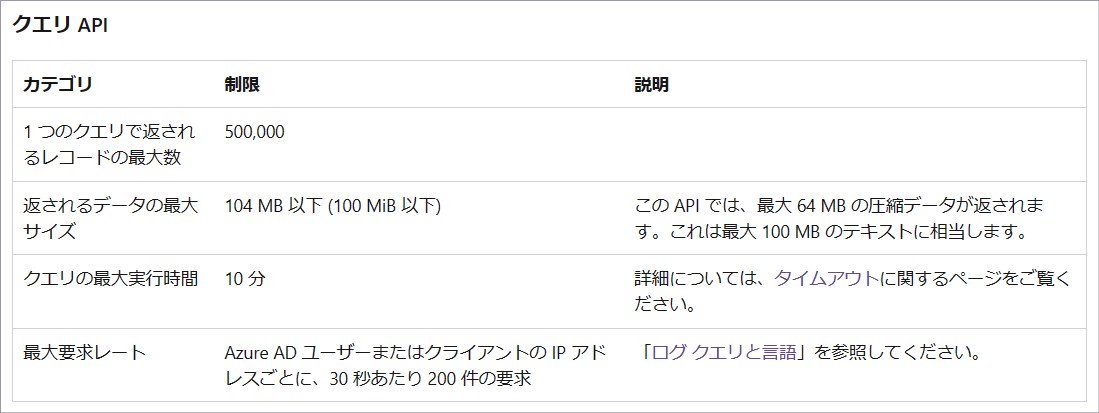 クエリ API
カテゴリ 制限 説明
1 つのクエリで返され 500,000
るレコードの最大数
返されるデータの最大 104 MB 以下 (100 MiB 以下) この API では、最大 64 MB の圧縮データが返されま
サイズ す。これは最大 100 MB のテキストに相当します。
クエリの最大実行時間 10 分 詳細については、タイムアウトに関するページをご覧く
ださい。
最大要求レート Azure AD ユーザーまたはクライアントの IP アド 「ログ クエリと言語」を参照してください。
レスごとに、30 秒あたり 200 件の要求